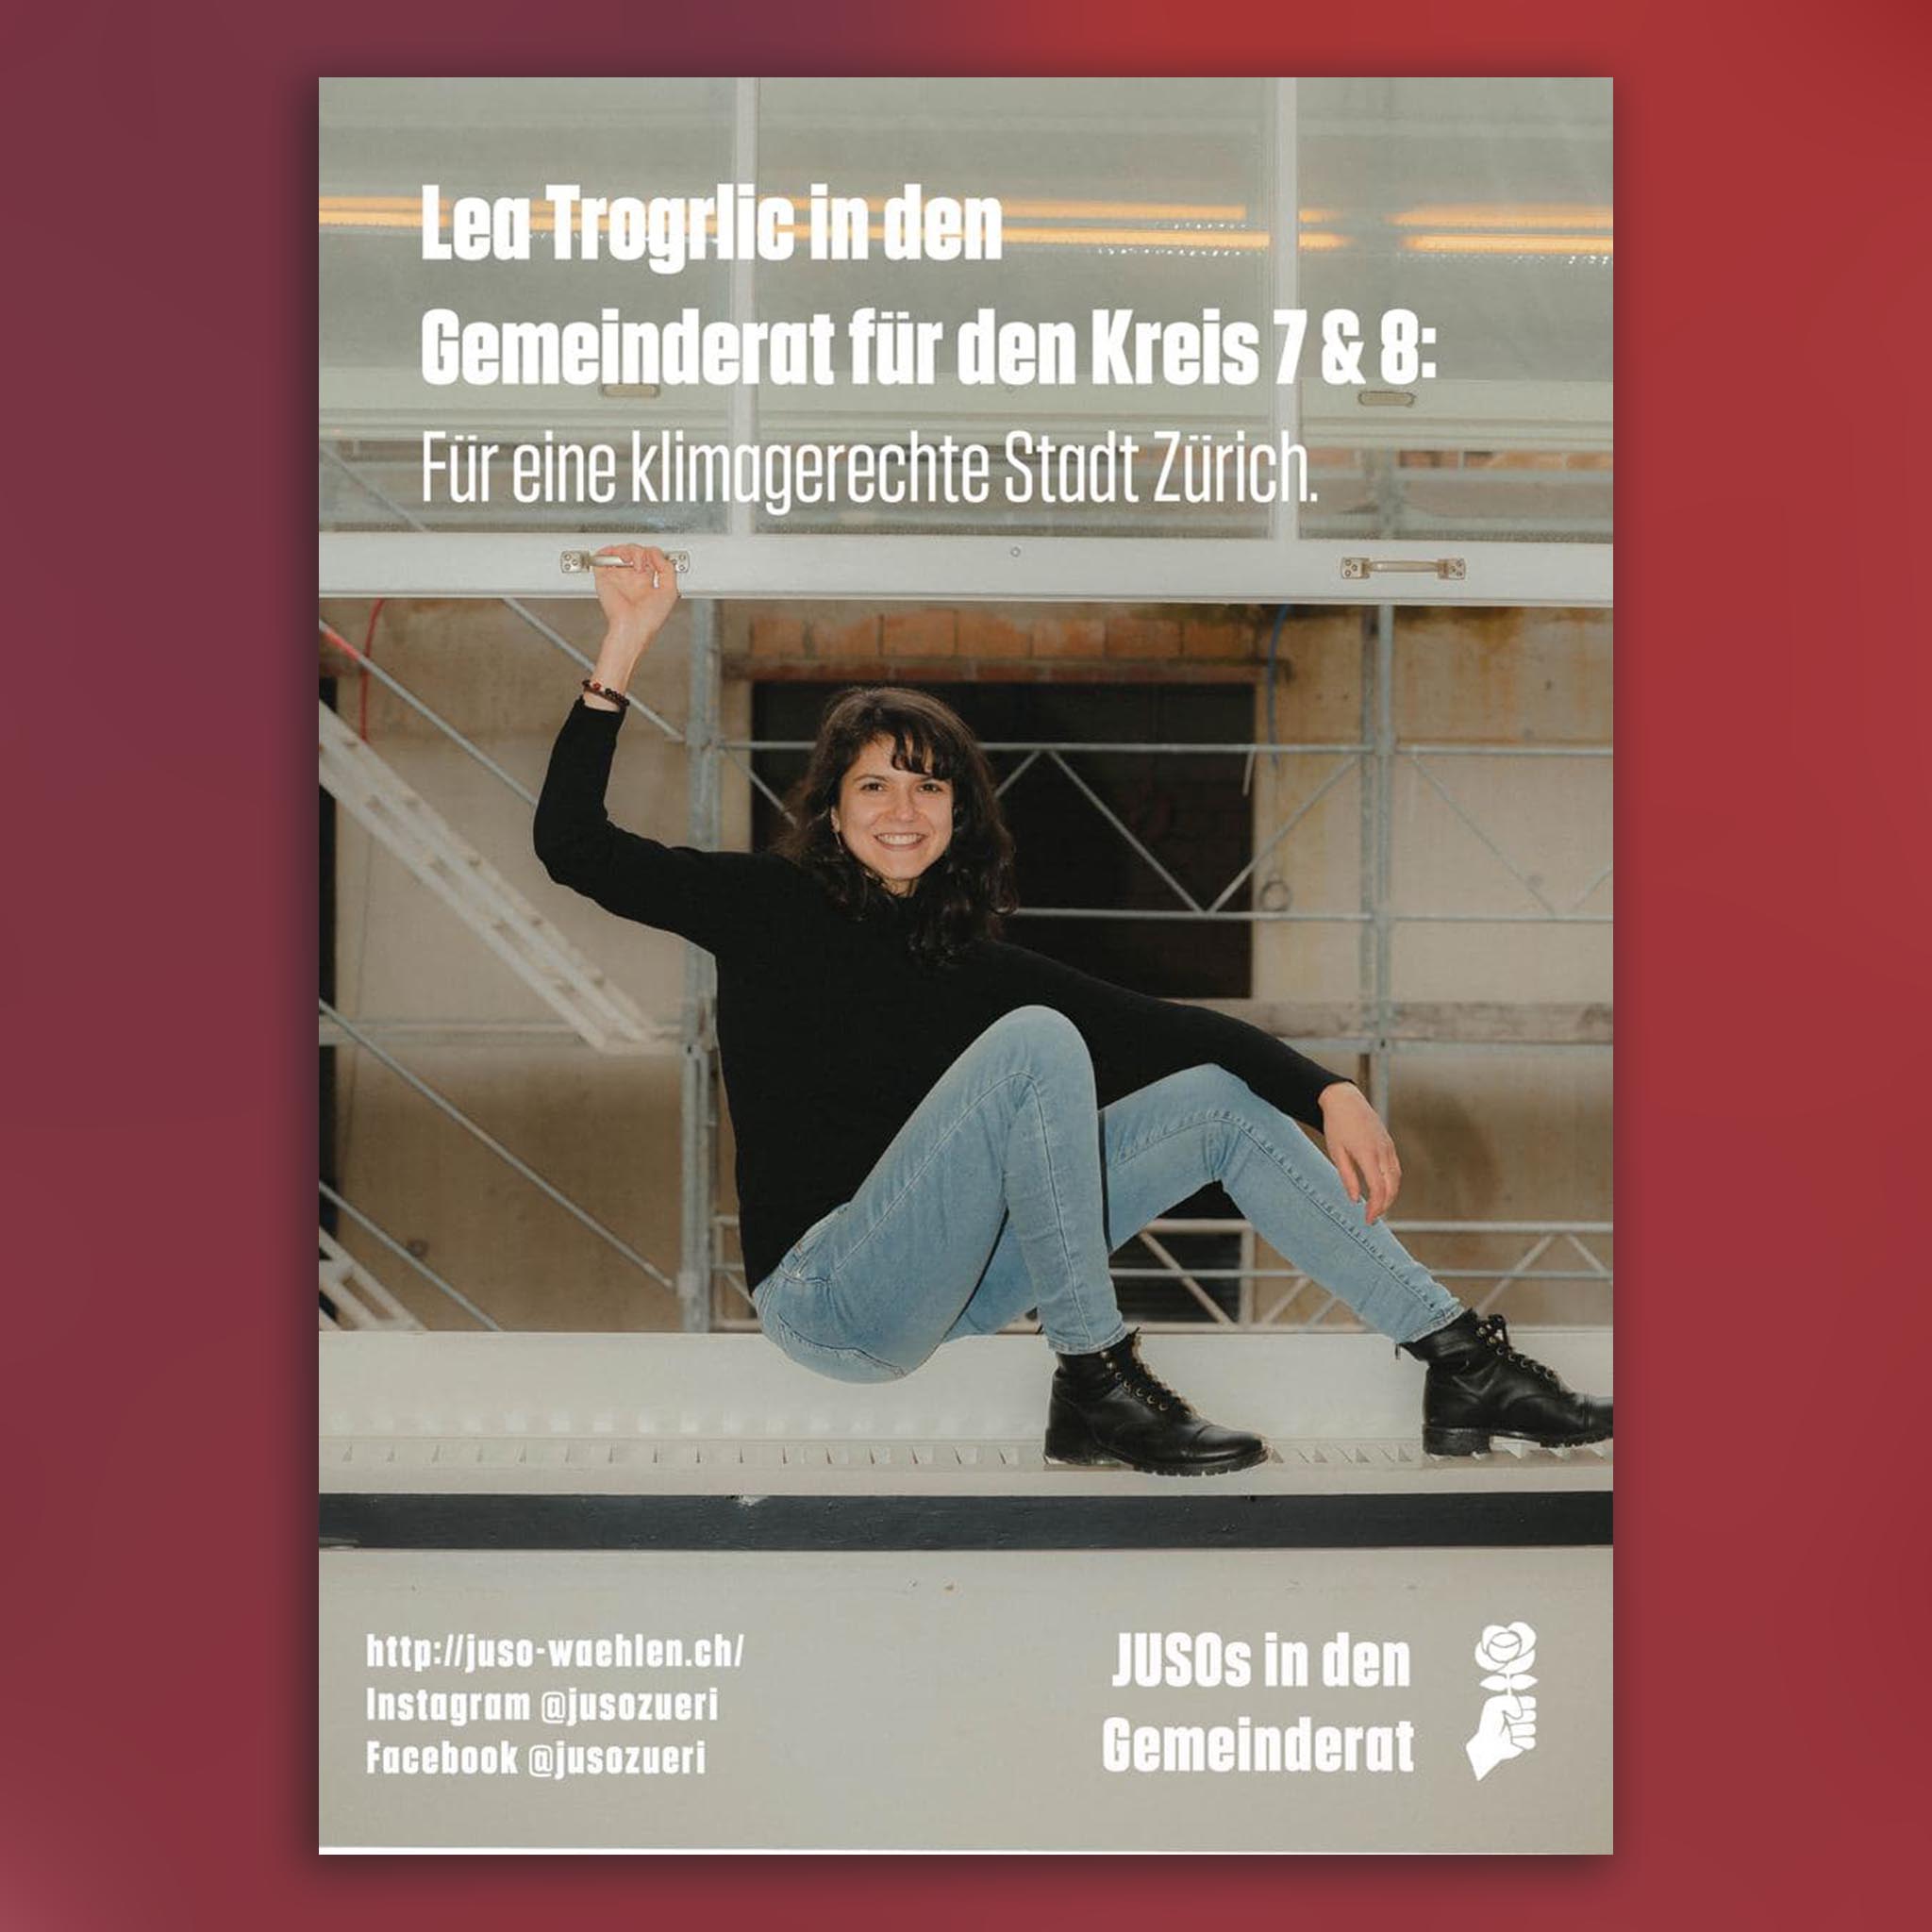 Lea Trogrlic in den
Gemeinderat für den Kreis 7 & 8:
Für eine klimagerechte Stadt Zürich.
http://juso-waehlen.ch/
Instagram @jusozueri
Facebook @jusozueri
JUSOs in den
Gemeinderat